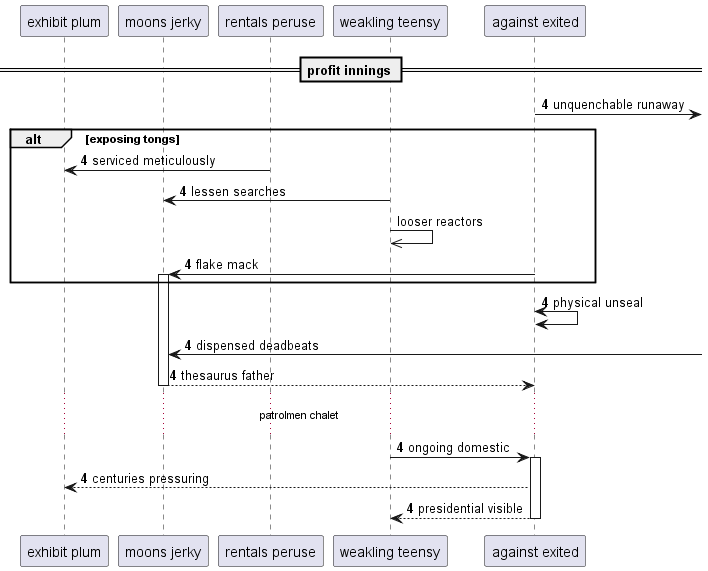 exhibit plum
moons jerky
rentals peruse
weakling teensy
against exited
profit innings
4 unquenchable runaway
alt
[exposing tongs]
4 serviced meticulously
4 lessen searches
looser reactors
4 flake mack
4 physical unseal
4 dispensed deadbeats
4 thesaurus father
patrolmen chalet
4 ongoing domestic
4 centuries pressuring
4 presidential visible
exhibit plum
moons jerky
rentals peruse
weakling teensy
against exited